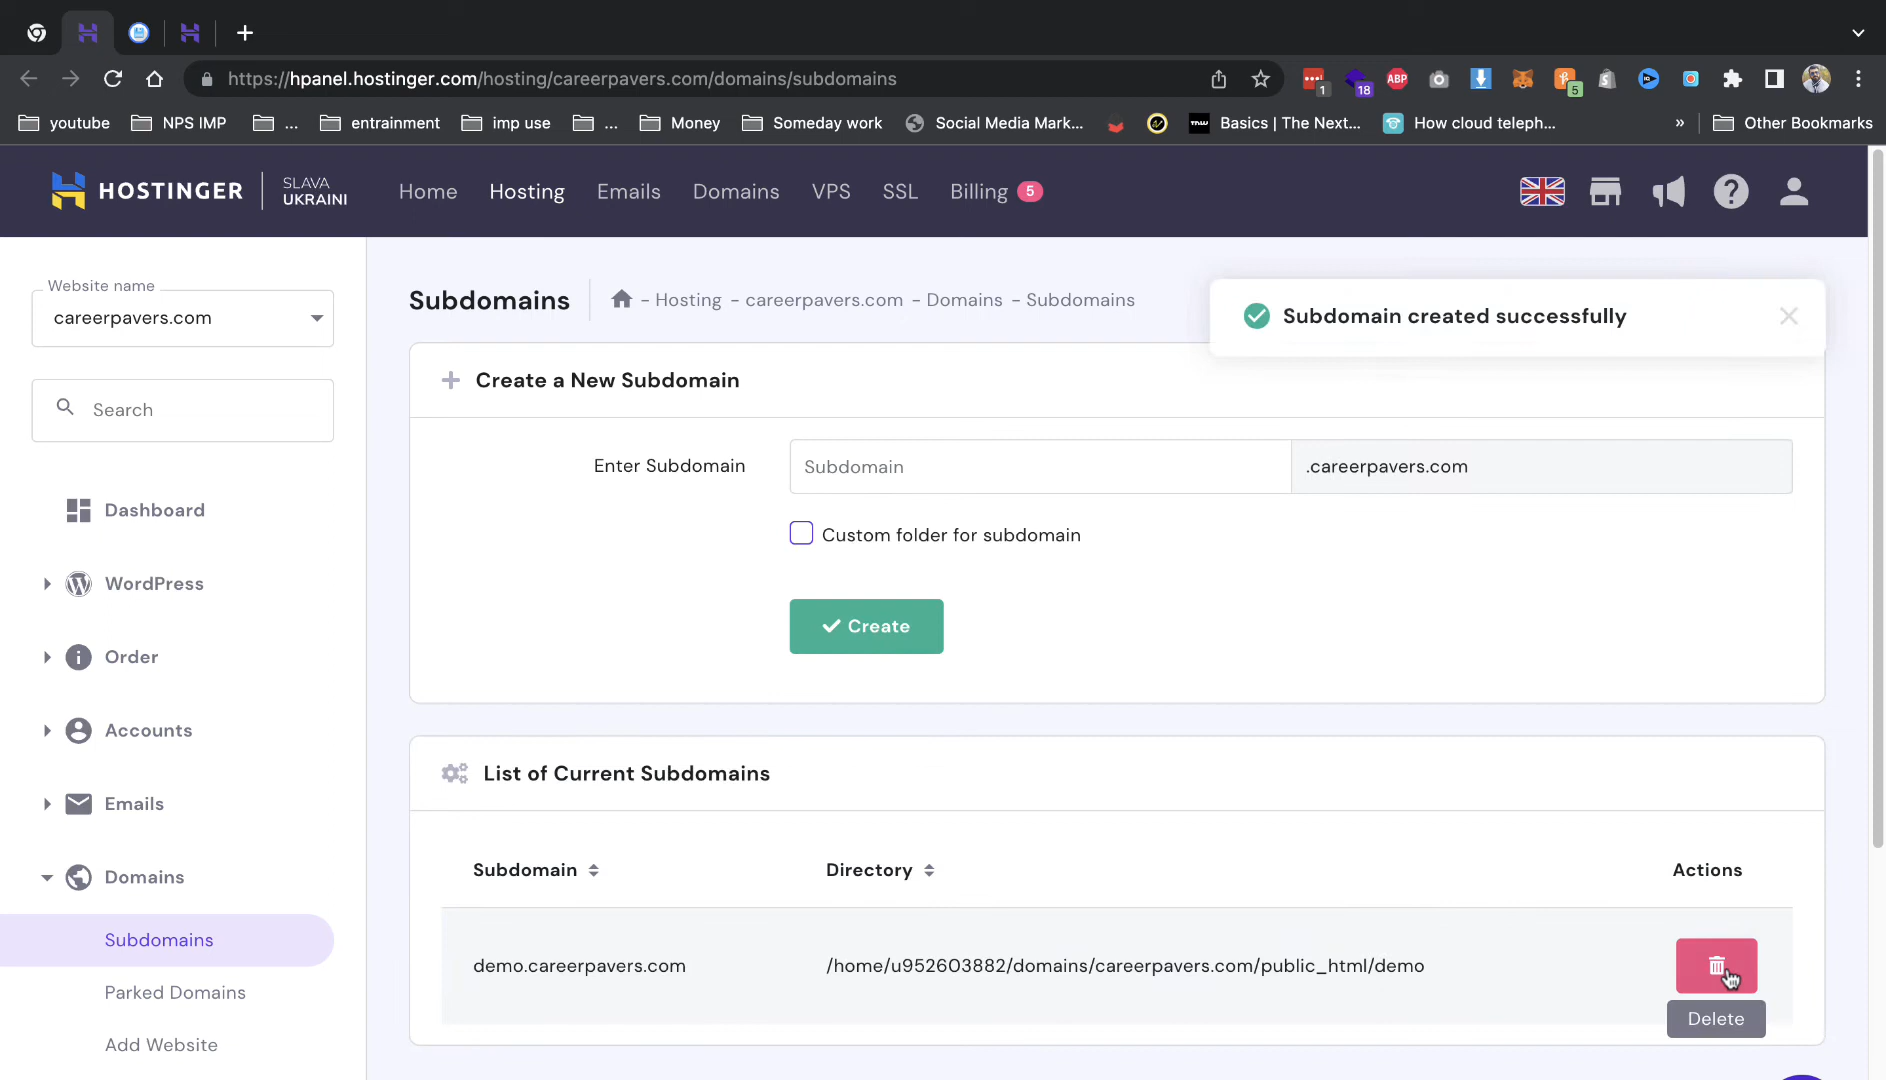 https://hpanel.hostinger.com/hosting/careerpavers.com/domains/subdomains
1
18
ABP
5
youtube
NPS IMP
...
entrainment
imp use
...
Money
Someday work
Social Media Mark...
Basics | The Next...
How cloud teleph...
»
Other Bookmarks
HOSTINGER
SLAVA
UKRAINI
Home
Hosting
Emails
Domains
VPS
SSL
Billing 5
Website name
careerpavers.com
Search
Dashboard
WordPress
Order
Accounts
Emails
Domains
Subdomains
Parked Domains
Add Website
Subdomains
- Hosting - careerpavers.com - Domains - Subdomains
Subdomain created successfully
Create a New Subdomain
Enter Subdomain
Subdomain
.careerpavers.com
Custom folder for subdomain
Create
List of Current Subdomains
Subdomain
Directory
Actions
demo.careerpavers.com
/home/u952603882/domains/careerpavers.com/public_html/demo
Delete